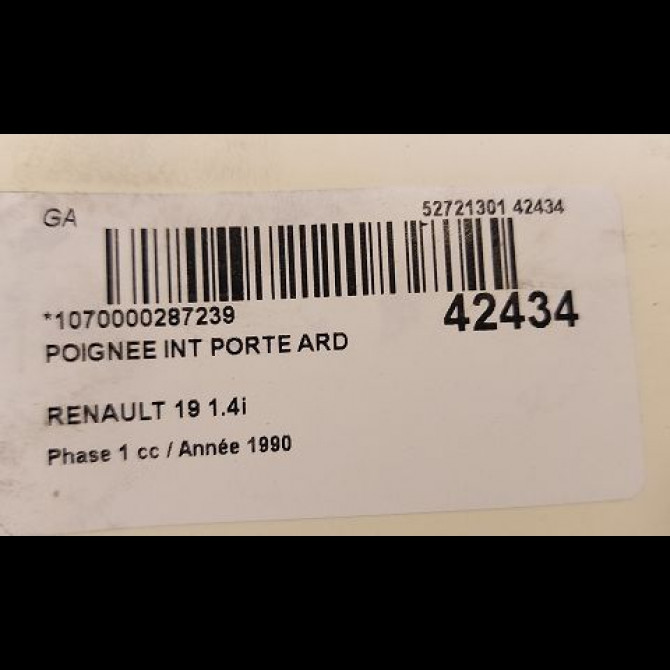 GA
52721301 42434
*1070000287239
42434
POIGNEE INT PORTE ARD
RENAULT 19 1.4i
Phase 1 cc / Année 1990